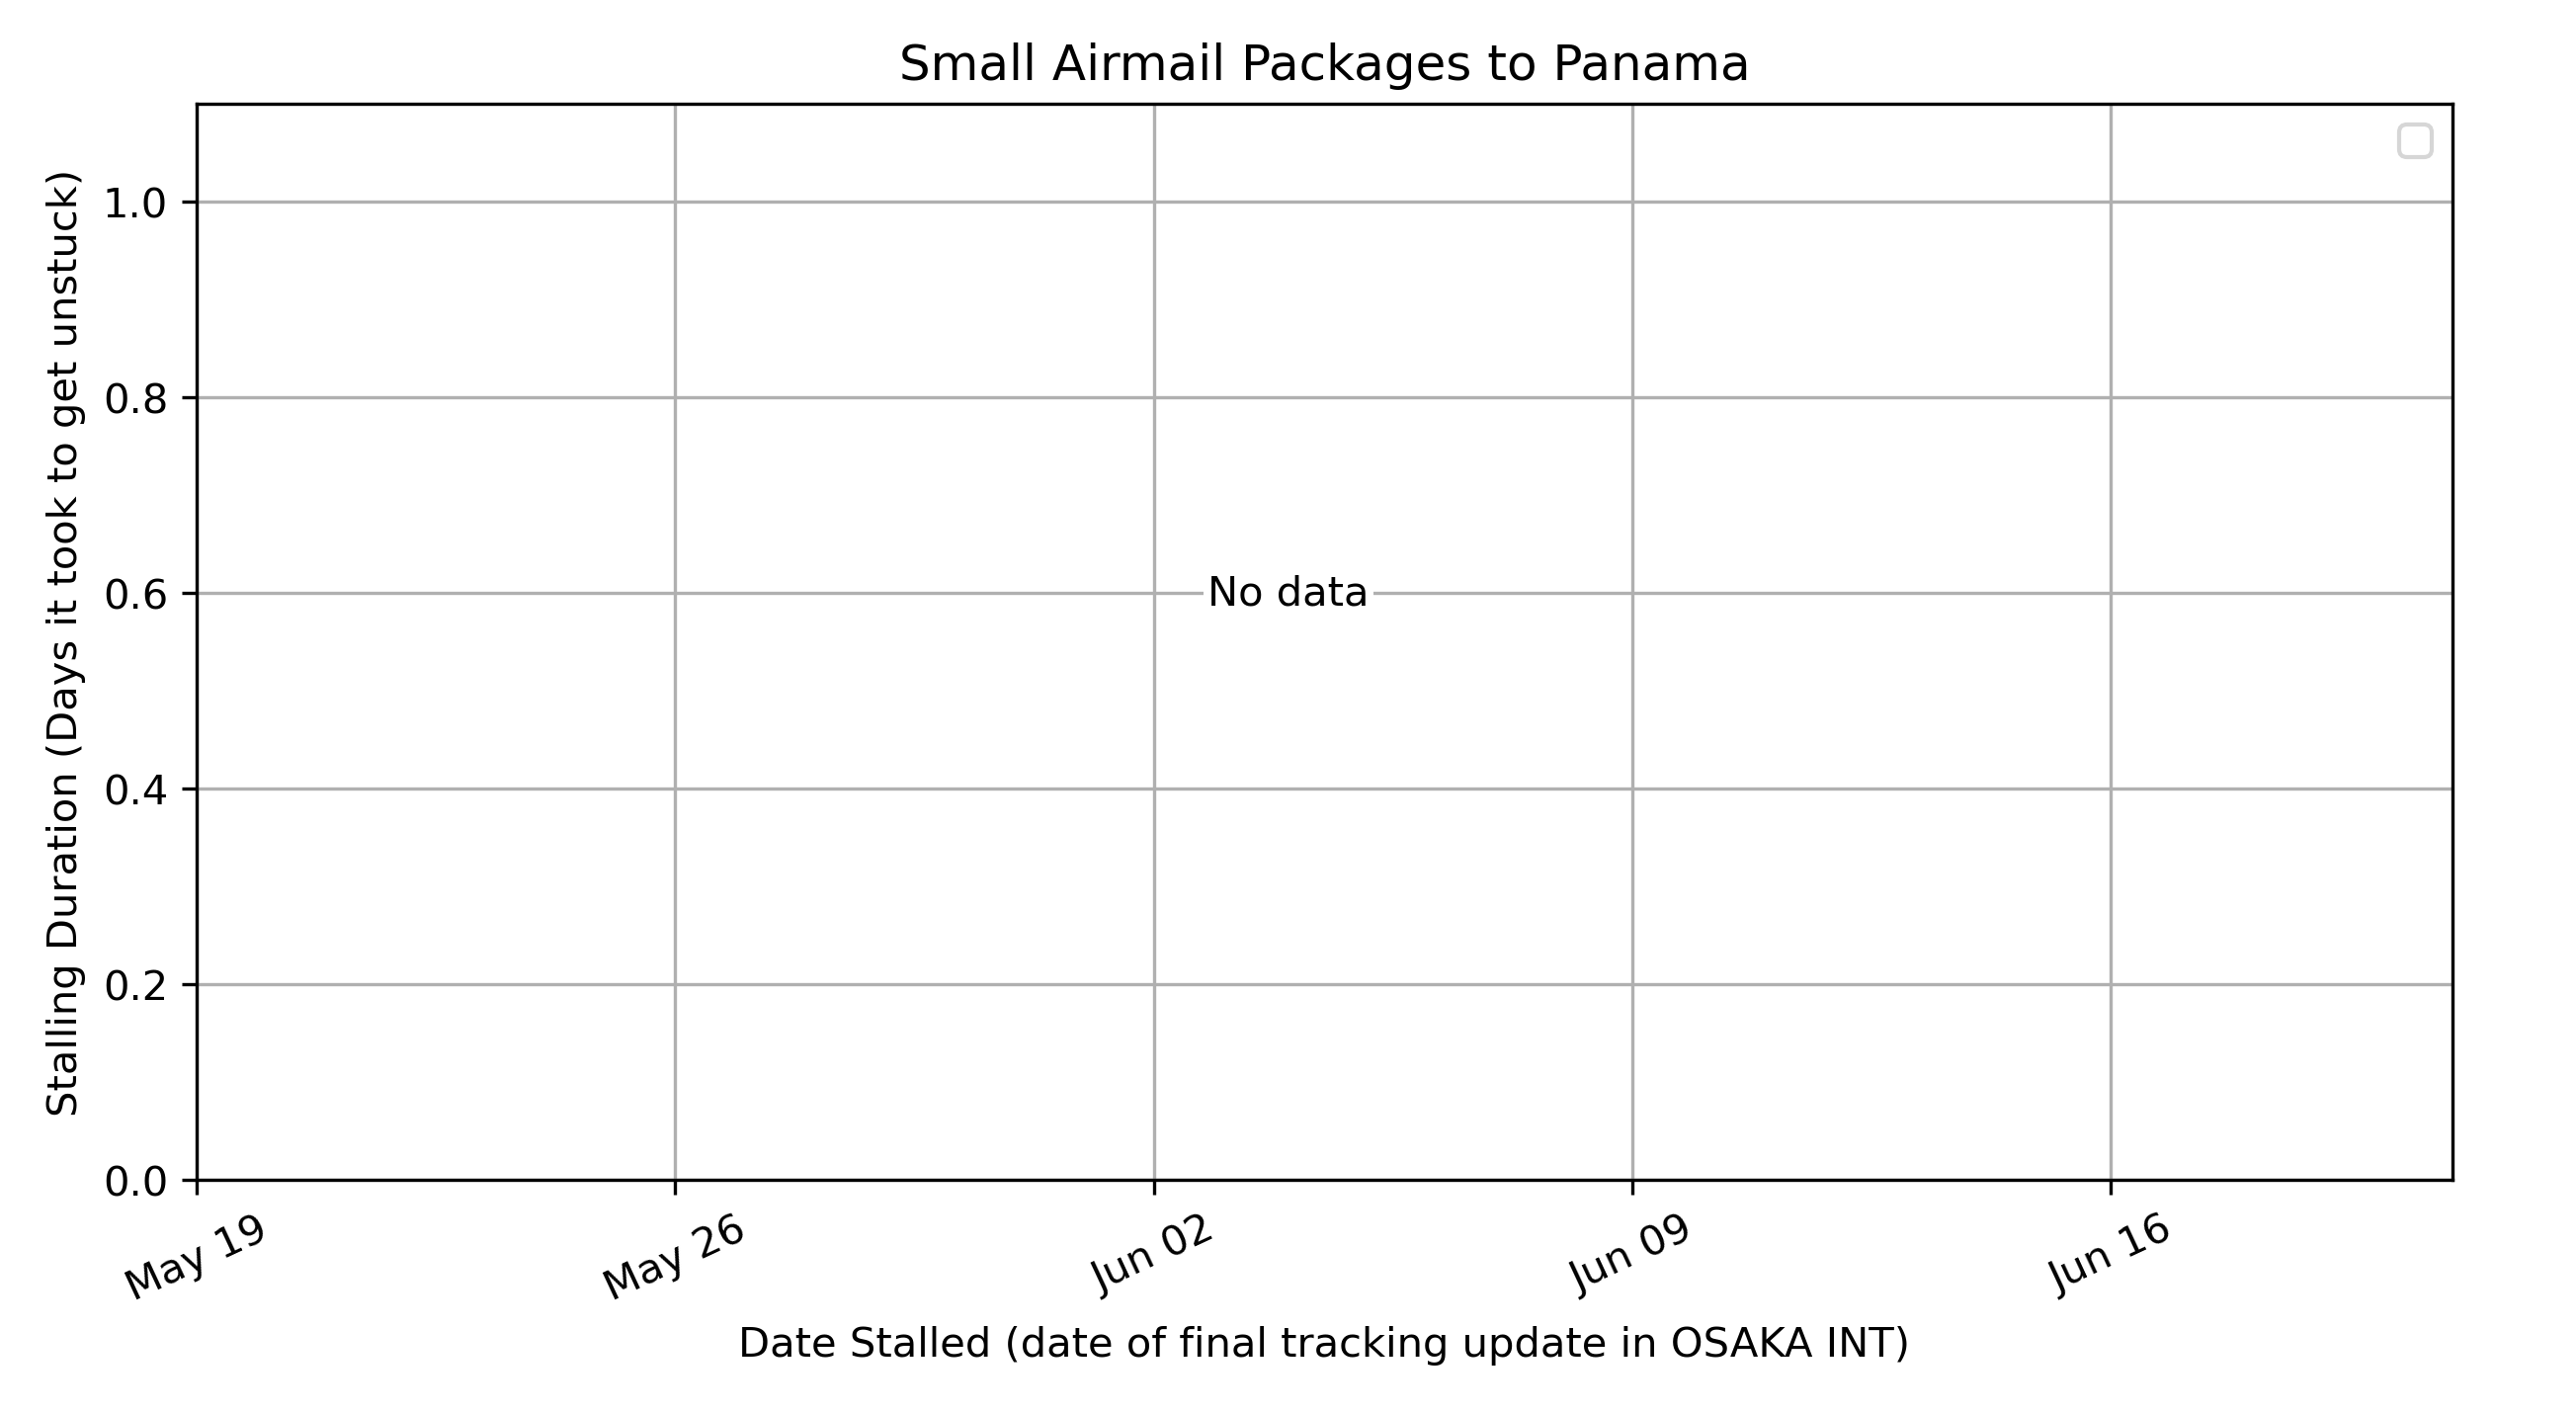 Small Airmail Packages to Panama
Stalling Duration (Days it took to get unstuck)
1.0
0.8
0.6
0.4
0.2
0.0
No data
May 19
May 26
Jun 02
Jun 09
Jun 16
Date Stalled (date of final tracking update in OSAKA INT)